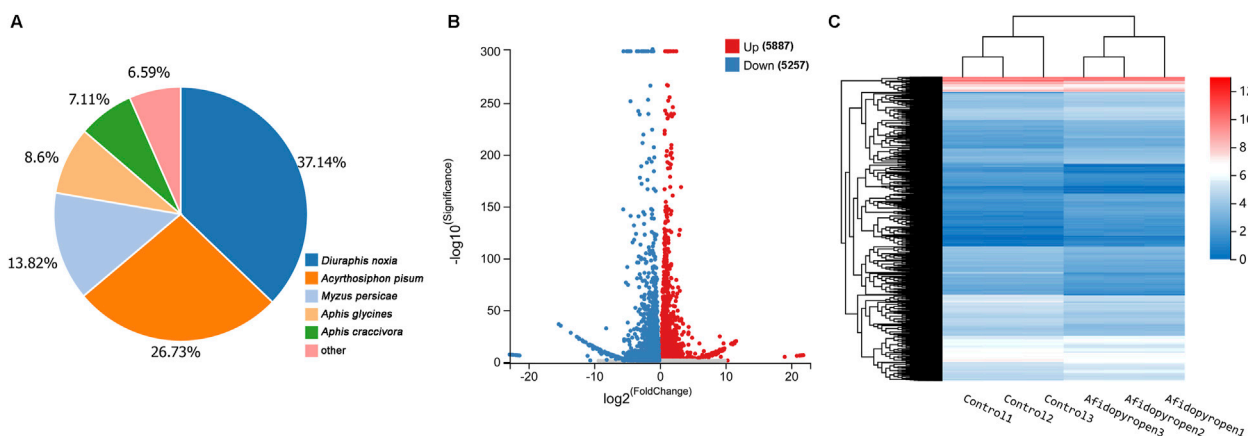 A
6.59%
7.11%
8.6%
13.82%
26.73%
37.14%
Diuraphis noxia
Acyrthosiphon pisum
Myzus persicae
Aphis glycines
Aphis craccivora
other
B
Up (5887)
Down (5257)
-log10(Significance)
300
250
200
150
100
50
0
-20
-10
0
10
20
log2(FoldChange)
C
12
10
8
6
4
2
0
Control1
Control2
Control3
Afidopyropen3
Afidopyropen2
Afidopyropen1